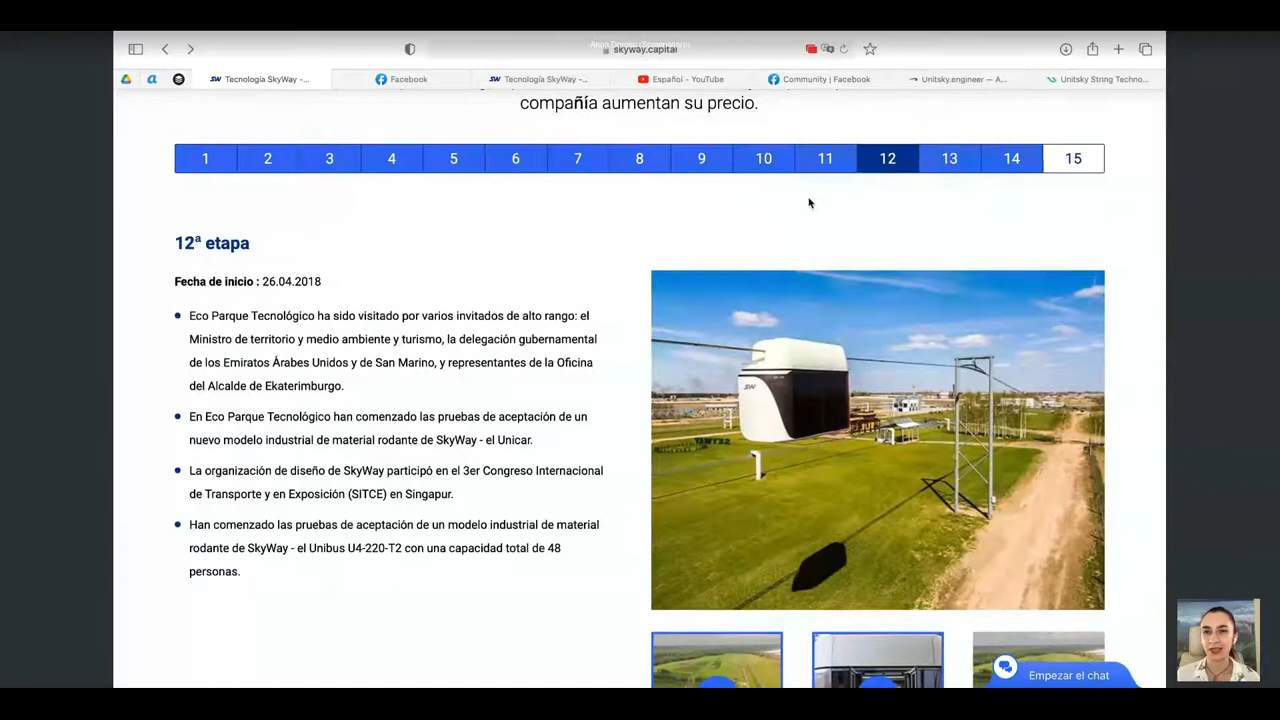 skyway.capital
Tecnología SkyWay -...
Facebook
Tecnología SkyWay -...
Español - YouTube
Community | Facebook
Unitsky.engineer — A...
Unitsky String Techno...
compañía aumentan su precio.
1 2 3 4 5 6 7 8 9 10 11 12 13 14 15
12ª etapa
Fecha de inicio : 26.04.2018
Eco Parque Tecnológico ha sido visitado por varios invitados de alto rango: el
Ministro de territorio y medio ambiente y turismo, la delegación gubernamental
de los Emiratos Árabes Unidos y de San Marino, y representantes de la Oficina
del Alcalde de Ekaterimburgo.
En Eco Parque Tecnológico han comenzado las pruebas de aceptación de un
nuevo modelo industrial de material rodante de SkyWay - el Unicar.
La organización de diseño de SkyWay participó en el 3er Congreso Internacional
de Transporte y en Exposición (SITCE) en Singapur.
Han comenzado las pruebas de aceptación de un modelo industrial de material
rodante de SkyWay - el Unibus U4-220-T2 con una capacidad total de 48
personas.
SW
Empezar el chat